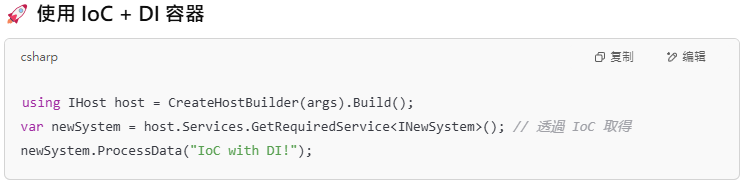 🚀 使用 IoC + DI 容器
csharp 复制 编辑
using IHost host = CreateHostBuilder(args).Build();
var newSystem = host.Services.GetRequiredService<INewSystem>(); // 透過 IoC 取得
newSystem.ProcessData("IoC with DI!");